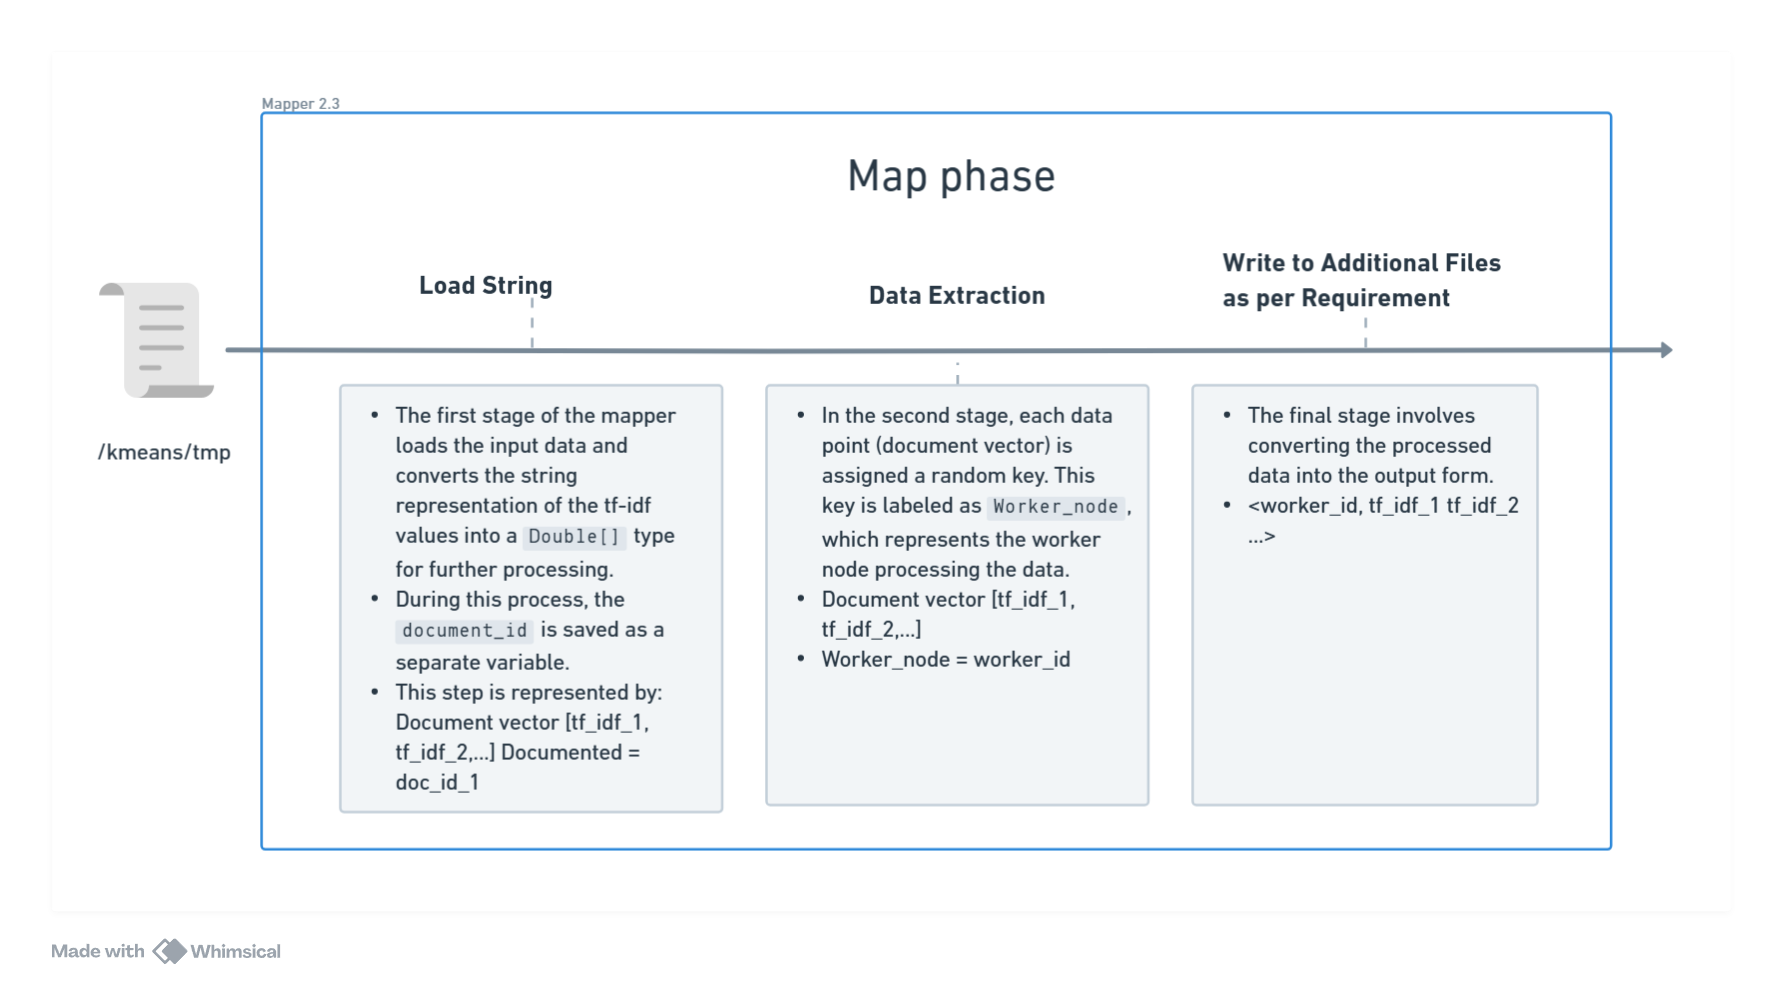 Mapper 2.3
Map phase
Load String
Data Extraction
Write to Additional Files
as per Requirement
/kmeans/tmp
• The first stage of the mapper
loads the input data and
converts the string
representation of the tf-idf
values into a Double[] type
for further processing.
• During this process, the
document_id is saved as a
separate variable.
• This step is represented by:
Document vector [tf_idf_1,
tf_idf_2,...] Documented =
doc_id_1
• In the second stage, each data
point (document vector) is
assigned a random key. This
key is labeled as Worker_node,
which represents the worker
node processing the data.
• Document vector [tf_idf_1,
tf_idf_2,...]
• Worker_node = worker_id
• The final stage involves
converting the processed
data into the output form.
• <worker_id, tf_idf_1 tf_idf_2
...>
Made with Whimsical